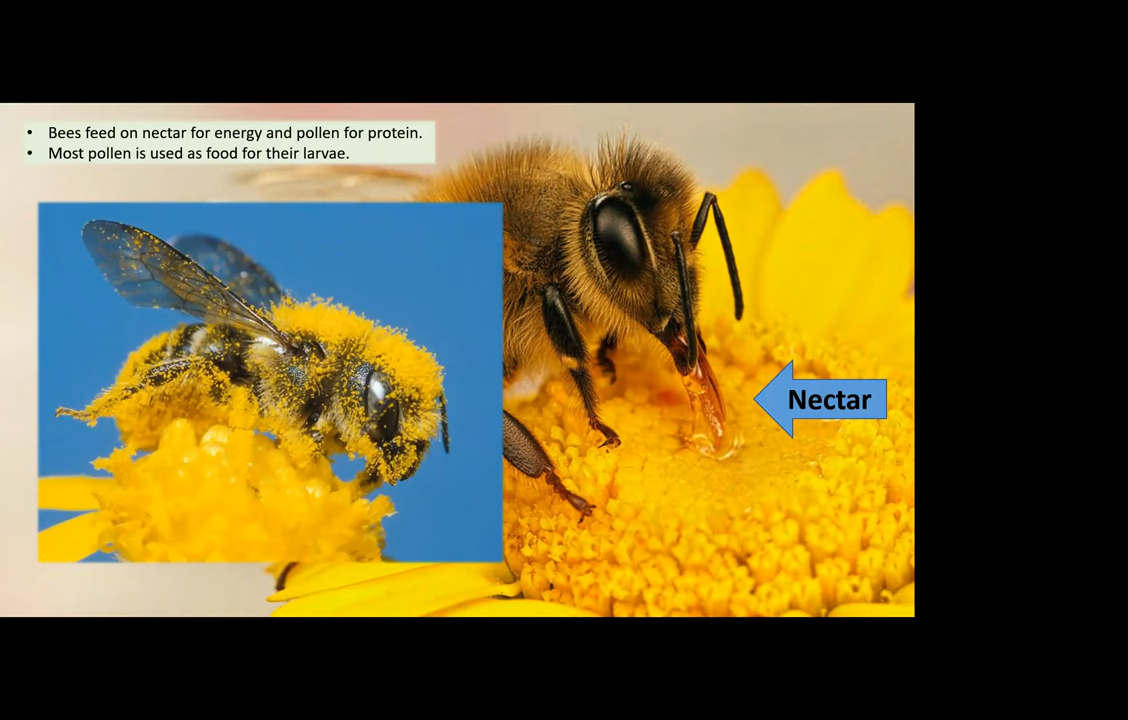 • Bees feed on nectar for energy and pollen for protein.
• Most pollen is used as food for their larvae.
Nectar